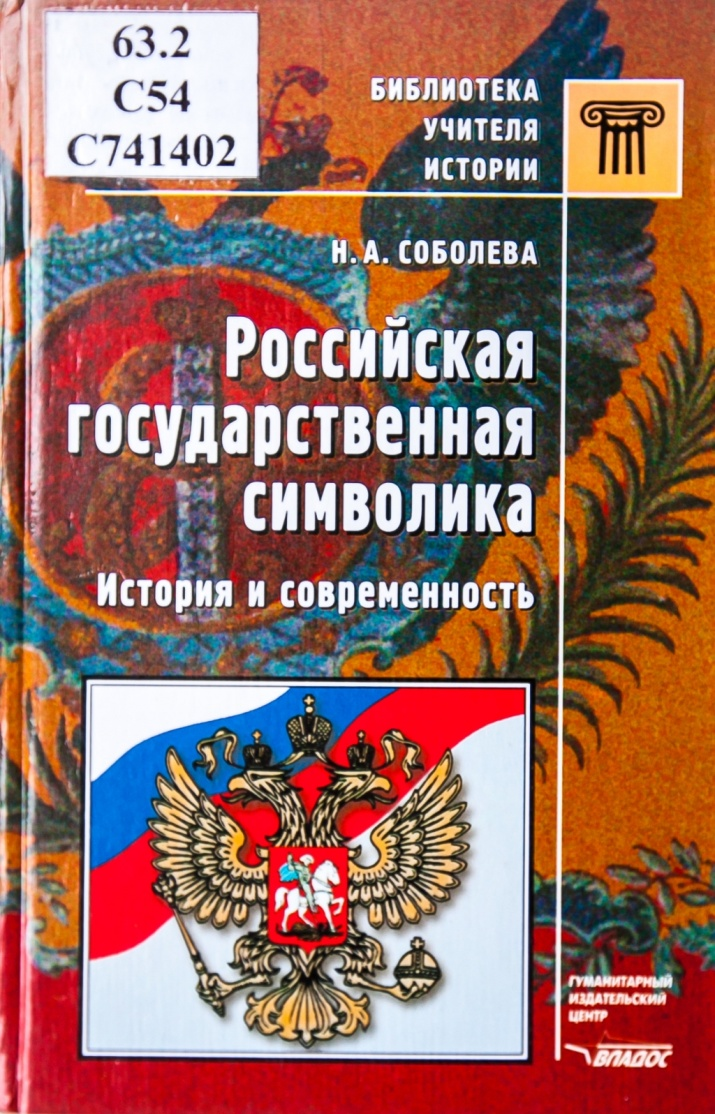 63.2
С54
С741402
БИБЛИОТЕКА
УЧИТЕЛЯ
ИСТОРИИ
Н. А. СОБОЛЕВА
Российская
государственная
символика
История и современность
ГУМАНИТАРНЫЙ
ИЗДАТЕЛЬСКИЙ
ЦЕНТР
ВЛАДОС